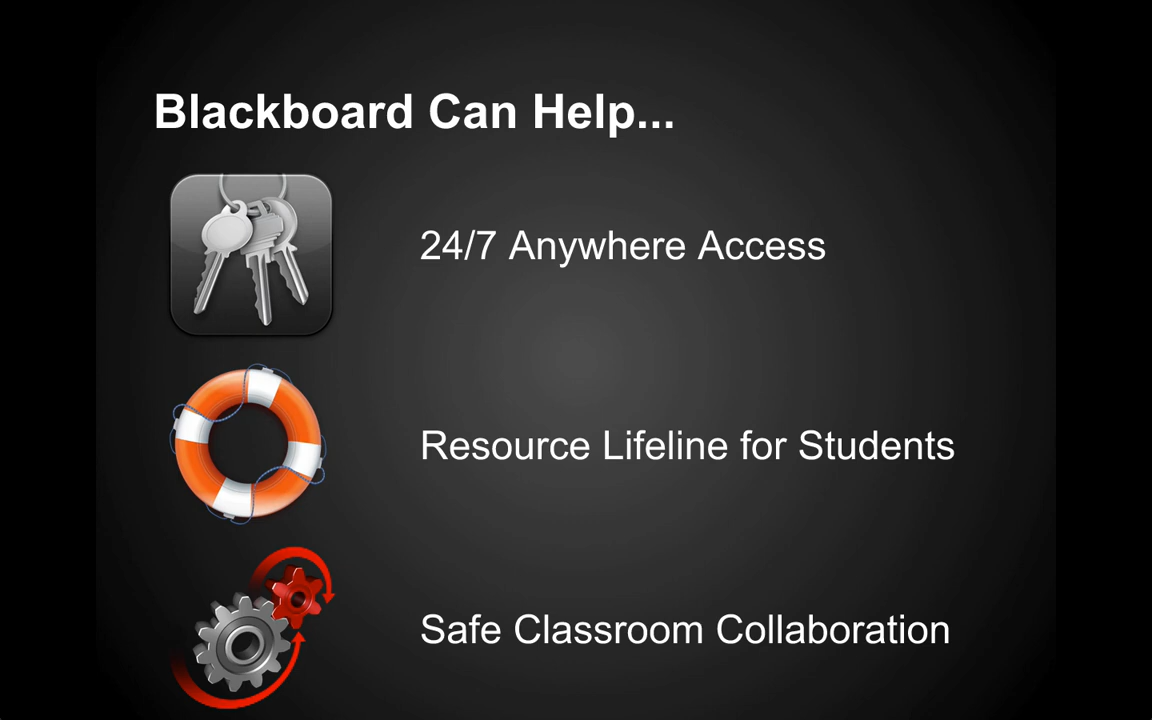 Blackboard Can Help...
24/7 Anywhere Access
Resource Lifeline for Students
Safe Classroom Collaboration